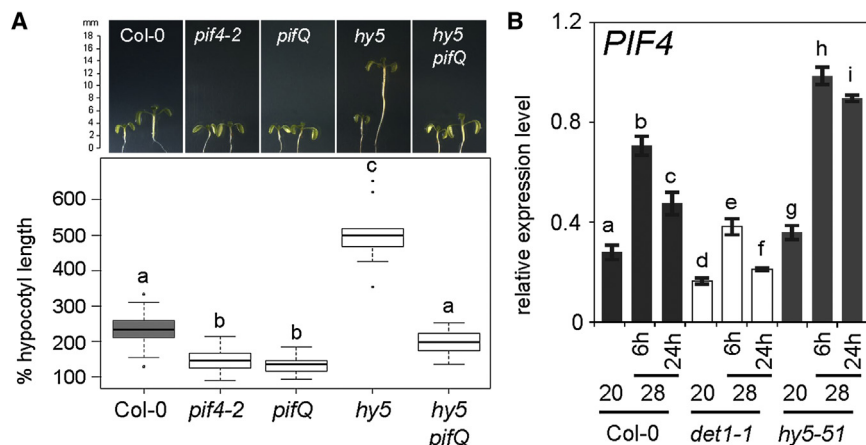 A
mm
18
16
14
12
10
8
6
4
2
0
Col-0
pif4-2
pifQ
hy5
hy5
pifQ
% hypocotyl length
600
500
400
300
200
100
a
b
b
c
a
Col-0
pif4-2
pifQ
hy5
hy5
pifQ
B
PIF4
relative expression level
1.2
0.8
0.4
0
a
b
c
d
e
f
g
h
i
6h
24h
6h
24h
6h
24h
20 28 20 28 20 28
Col-0 det1-1 hy5-51